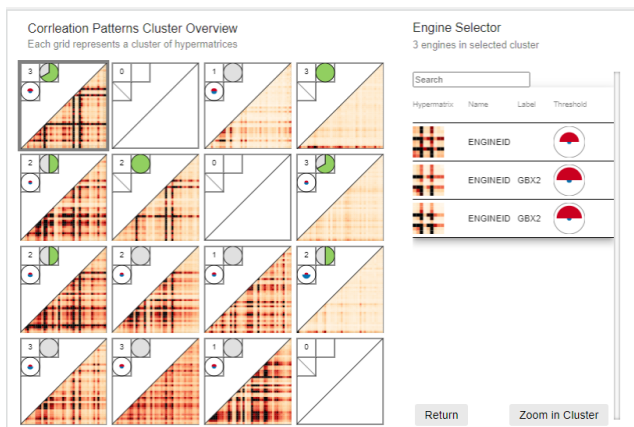 Corrleation Patterns Cluster Overview
Each grid represents a cluster of hypermatrices
3
0
1
3
2
2
0
3
2
2
1
2
3
3
1
0
Engine Selector
3 engines in selected cluster
Search
Hypermatrix Name Label Threshold
ENGINEID
ENGINEID GBX2
ENGINEID GBX2
Return
Zoom in Cluster